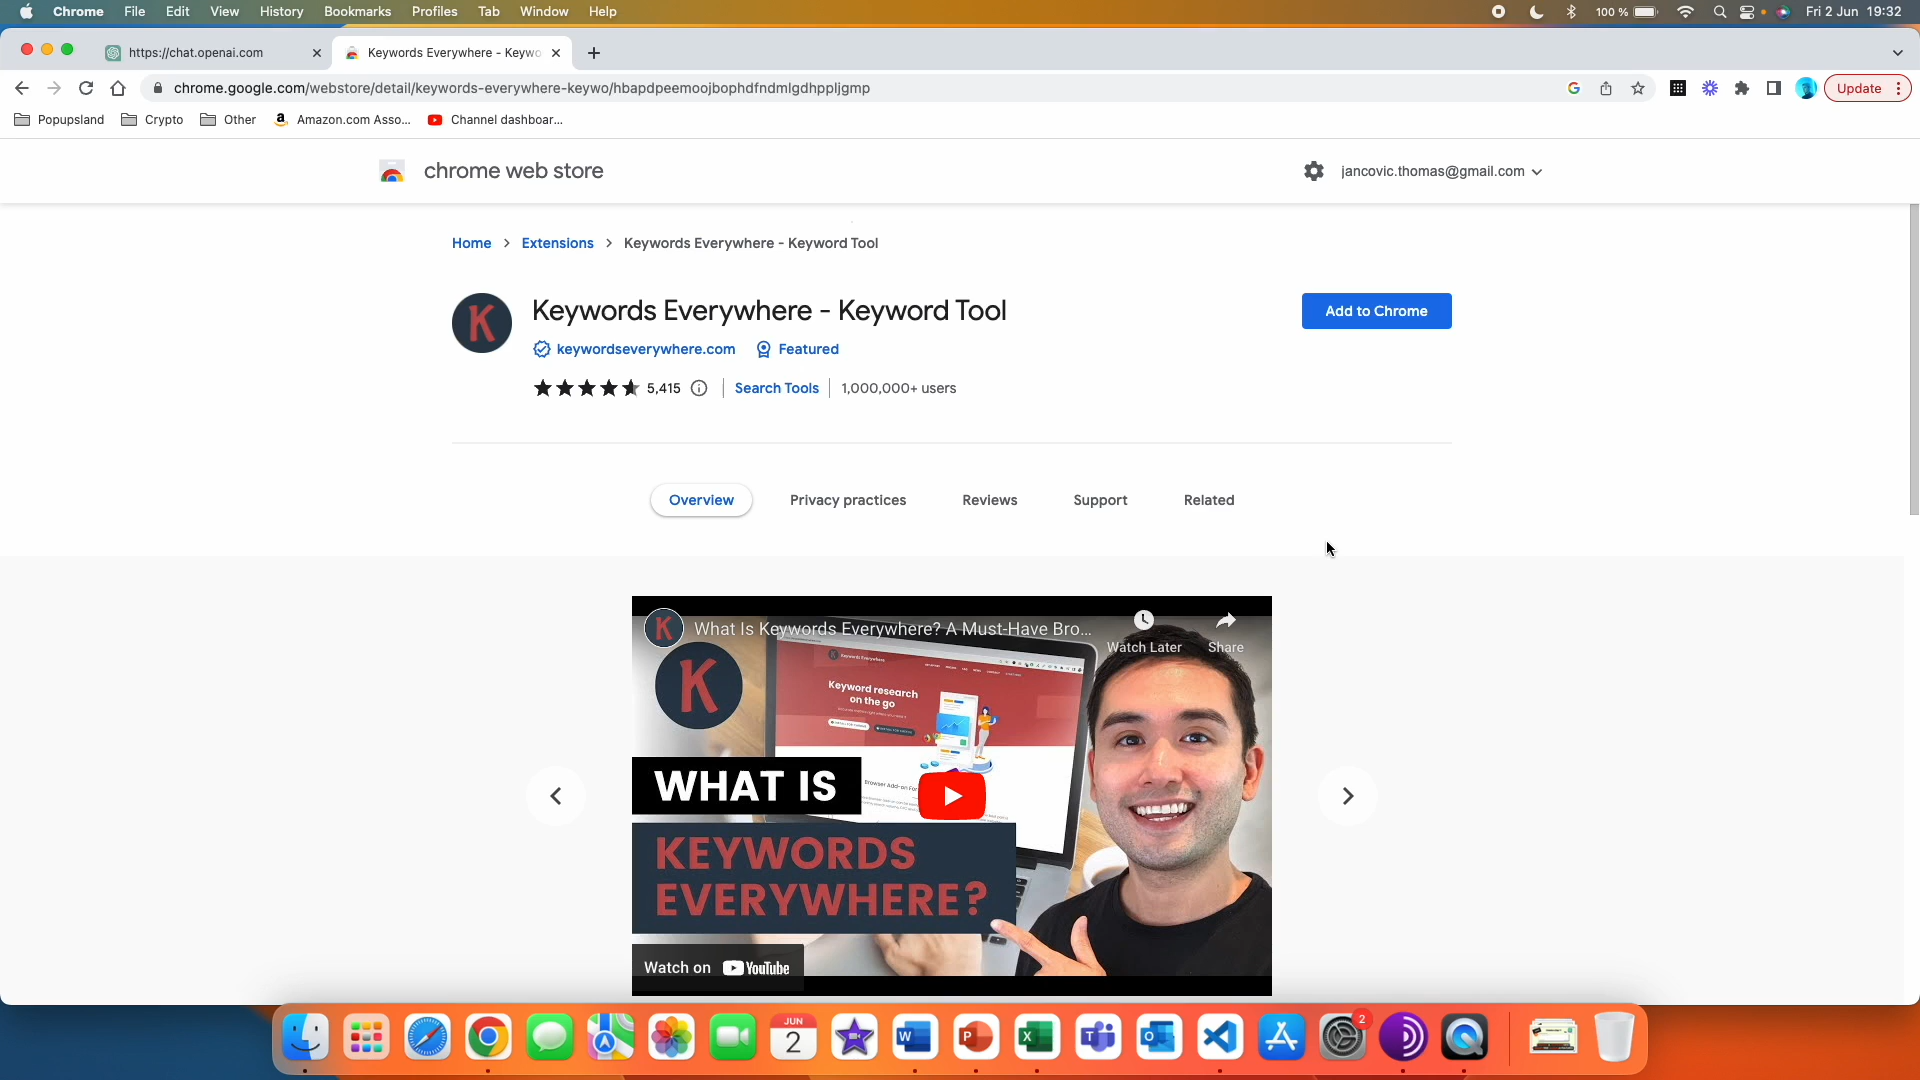 Chrome File Edit View History Bookmarks Profiles Tab Window Help 100 % Fri 2 Jun 19:32
https://chat.openai.com Keywords Everywhere - Keywo
chrome.google.com/webstore/detail/keywords-everywhere-keywo/hbapdpeemoojbophdfndmlgdhppljgmp Update
Popupsland Crypto Other Amazon.com Asso... Channel dashboar...
chrome web store jancovic.thomas@gmail.com
Home > Extensions > Keywords Everywhere - Keyword Tool
Keywords Everywhere - Keyword Tool
Add to Chrome
keywordseverywhere.com Featured
5,415 Search Tools 1,000,000+ users
Overview Privacy practices Reviews Support Related
K What Is Keywords Everywhere? A Must-Have Bro...
Watch Later Share
K
Keywords Everywhere
Keyword research
on the go
WHAT IS
KEYWORDS
EVERYWHERE?
Watch on YouTube
JUN
2
2